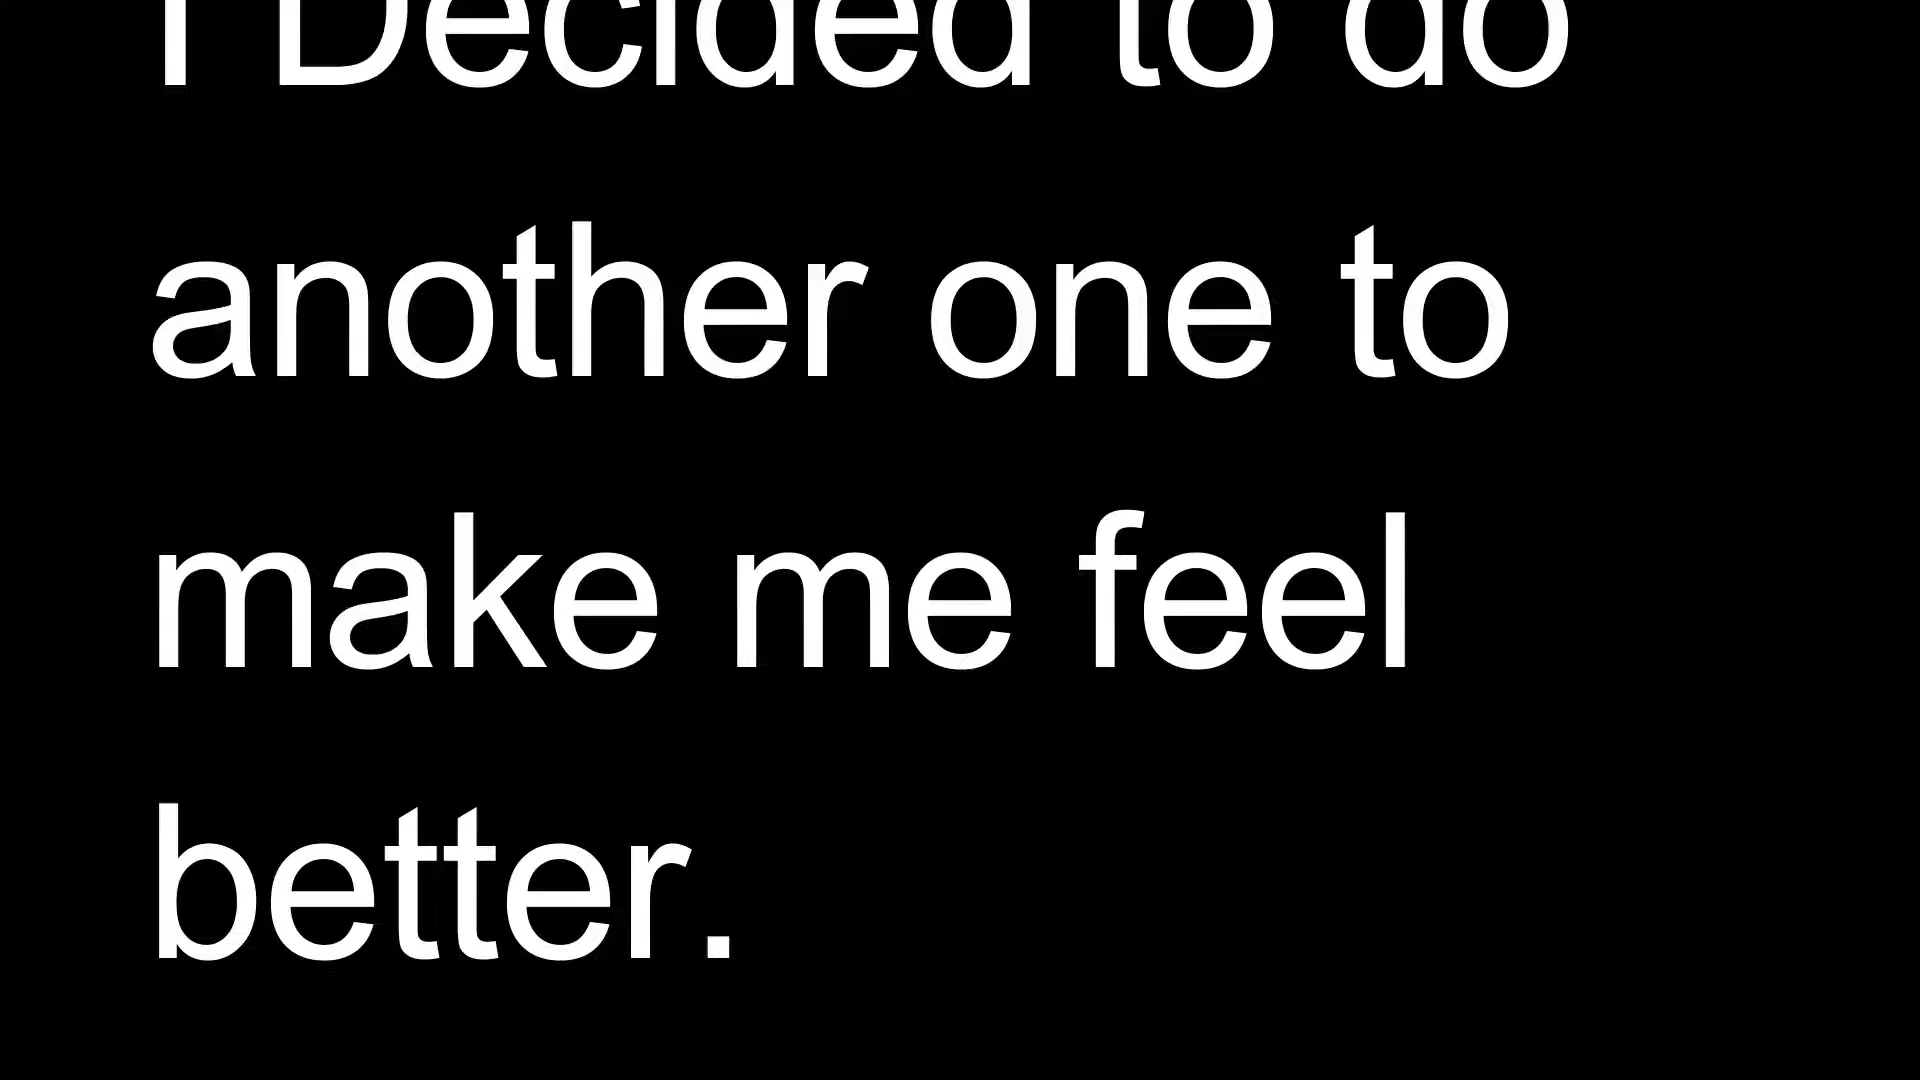 I Decided to do
another one to
make me feel
better.